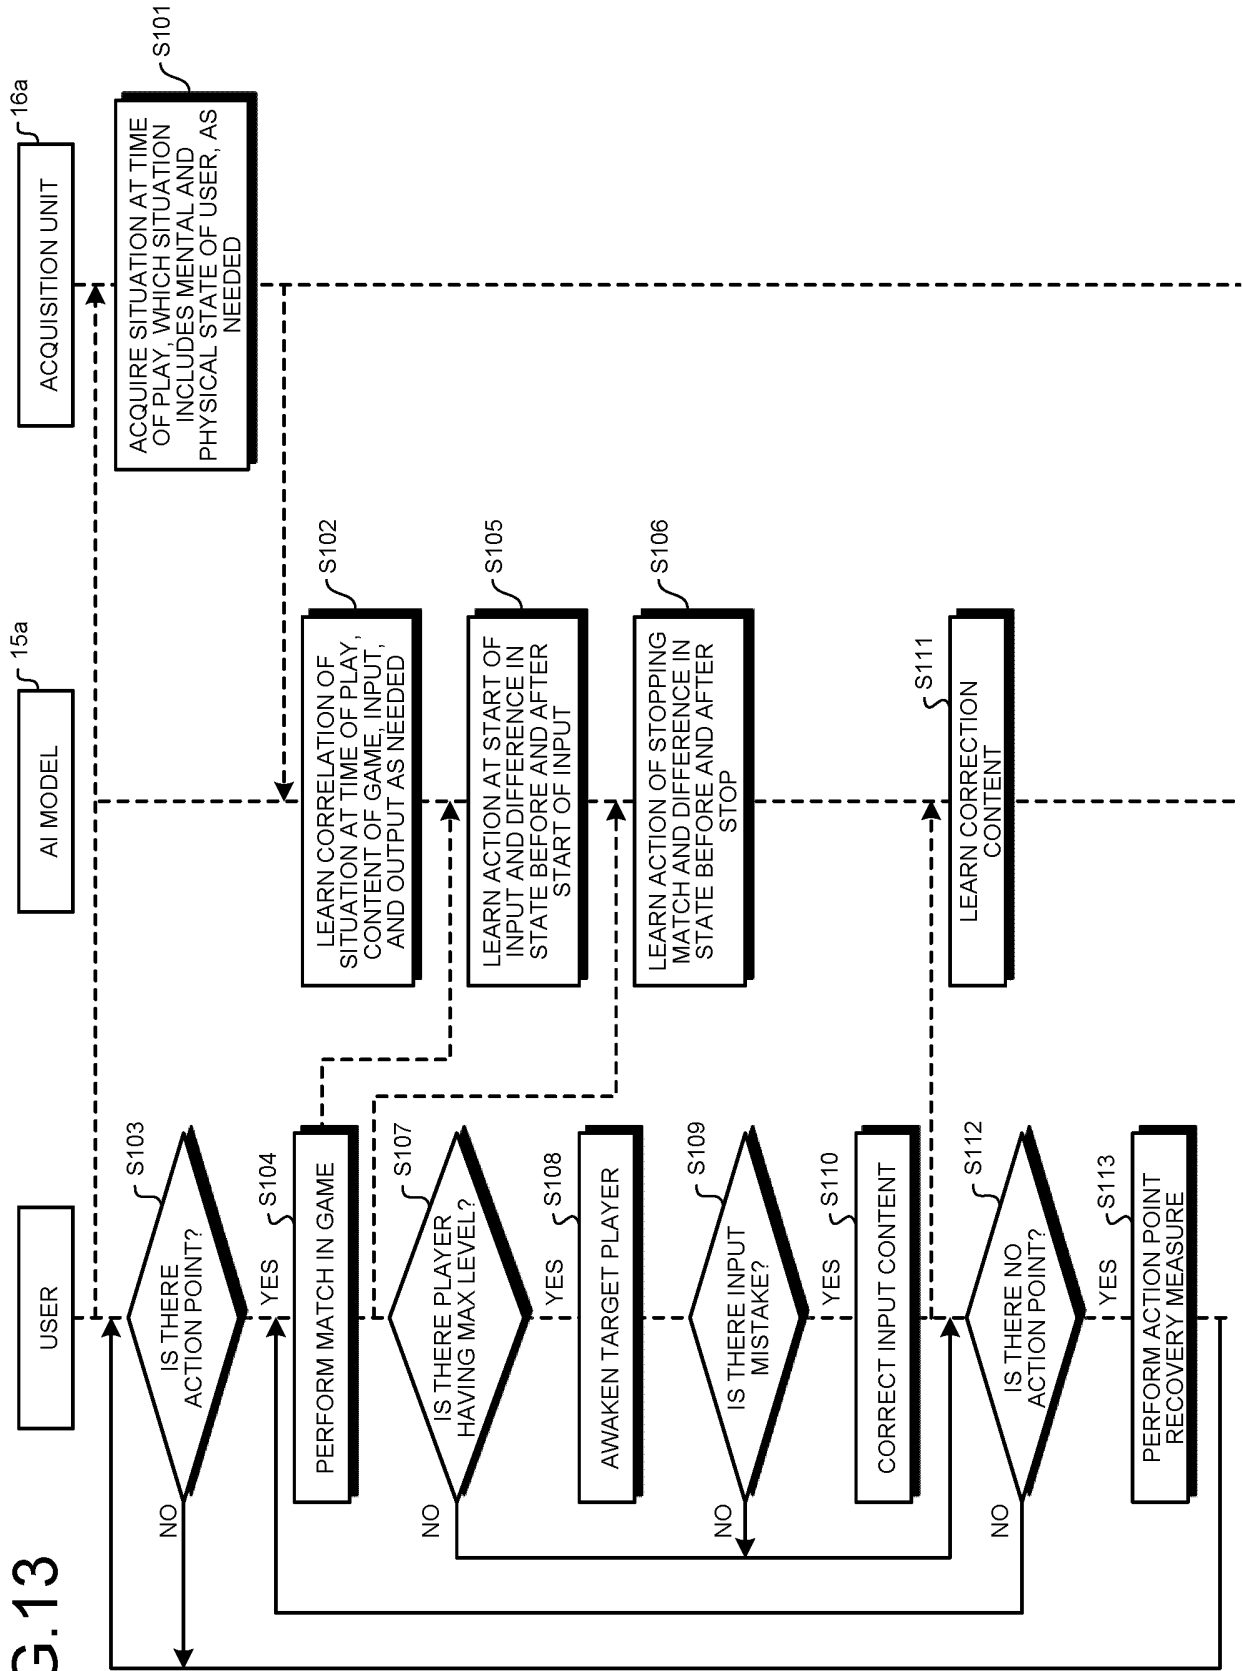 G.13
USER
AI MODEL
15a
ACQUISITION UNIT
16a
ACQUIRE SITUATION AT TIME
OF PLAY, WHICH SITUATION
INCLUDES MENTAL AND
PHYSICAL STATE OF USER, AS
NEEDED
S101
LEARN CORRELATION OF
SITUATION AT TIME OF PLAY,
CONTENT OF GAME, INPUT,
AND OUTPUT AS NEEDED
S102
IS THERE
ACTION POINT?
S103
NO
YES
PERFORM MATCH IN GAME
S104
LEARN ACTION AT START OF
INPUT AND DIFFERENCE IN
STATE BEFORE AND AFTER
START OF INPUT
S105
LEARN ACTION OF STOPPING
MATCH AND DIFFERENCE IN
STATE BEFORE AND AFTER
STOP
S106
IS THERE PLAYER
HAVING MAX LEVEL?
S107
NO
YES
AWAKEN TARGET PLAYER
S108
IS THERE INPUT
MISTAKE?
S109
NO
YES
CORRECT INPUT CONTENT
S110
LEARN CORRECTION
CONTENT
S111
IS THERE NO
ACTION POINT?
S112
NO
YES
PERFORM ACTION POINT
RECOVERY MEASURE
S113